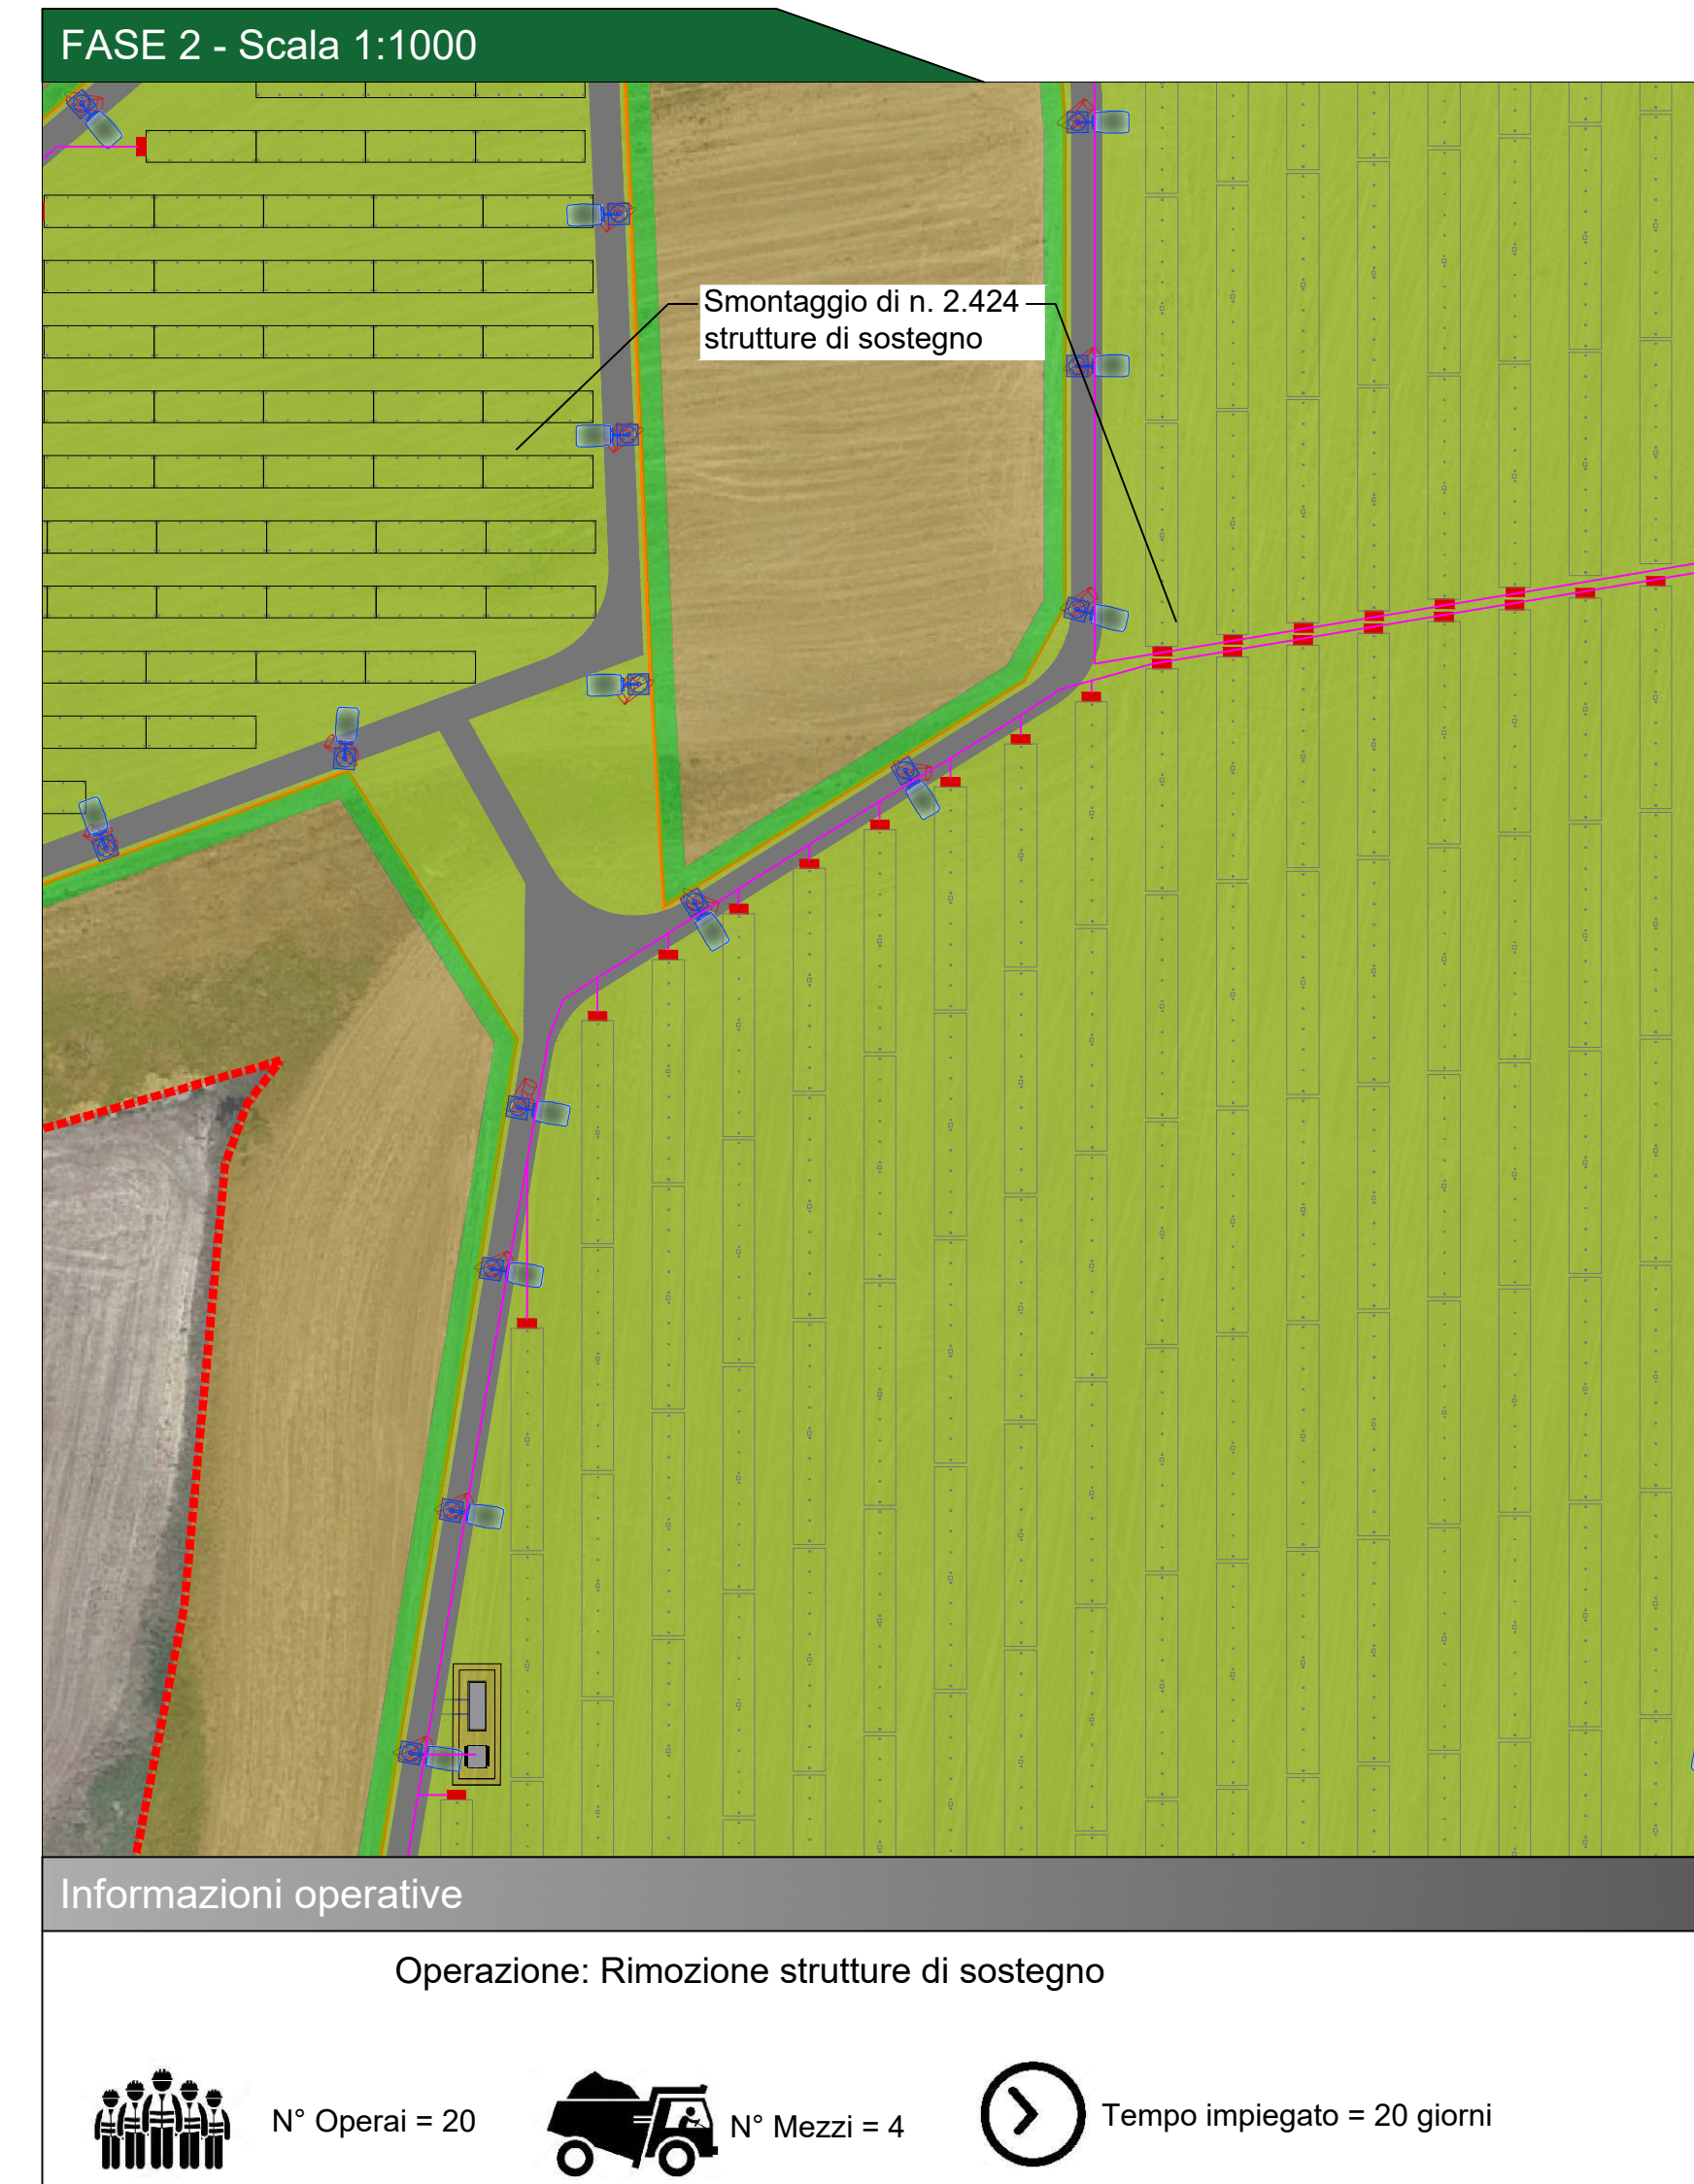 FASE 2 - Scala 1:1000
Smontaggio di n. 2.424
strutture di sostegno
Informazioni operative
Operazione: Rimozione strutture di sostegno
N° Operai = 20
N° Mezzi = 4
Tempo impiegato = 20 giorni